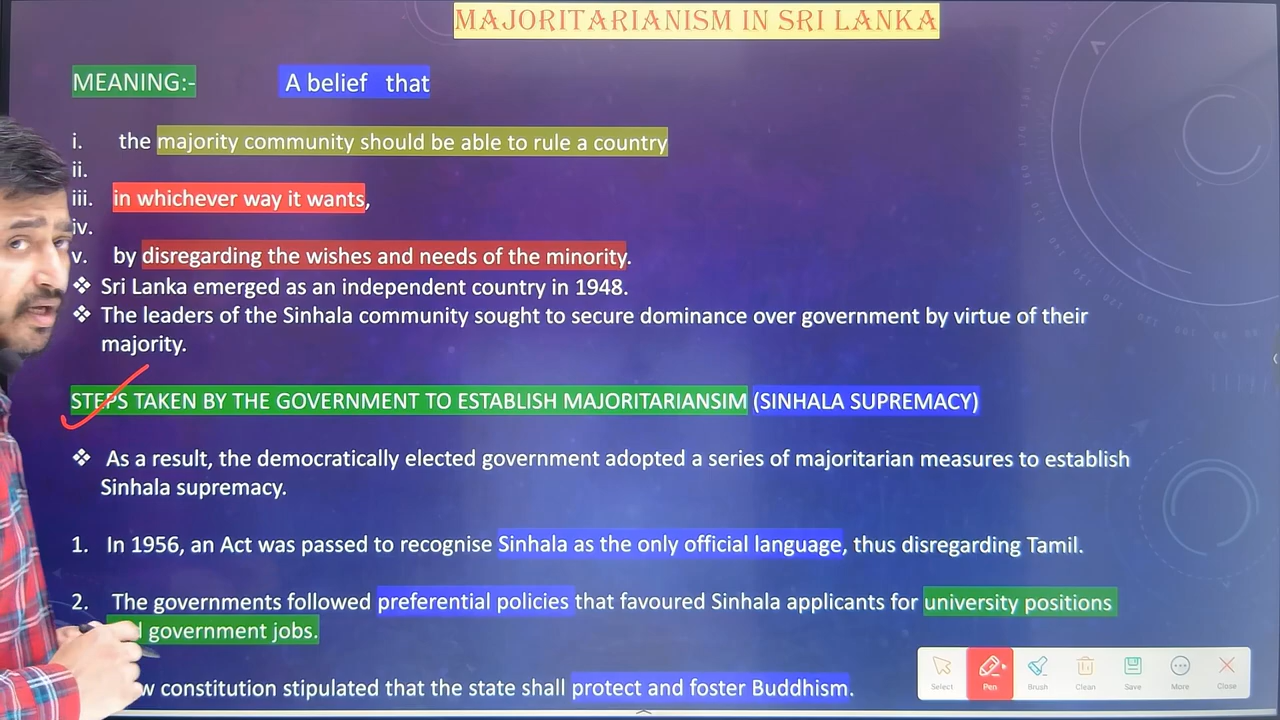 MAJORITARIANISM IN SRI LANKA
MEANING:- A belief that
i. the majority community should be able to rule a country
ii.
iii. in whichever way it wants,
iv.
v. by disregarding the wishes and needs of the minority.
❖ Sri Lanka emerged as an independent country in 1948.
❖ The leaders of the Sinhala community sought to secure dominance over government by virtue of their
majority.
STEPS TAKEN BY THE GOVERNMENT TO ESTABLISH MAJORITARIANSIM (SINHALA SUPREMACY)
❖ As a result, the democratically elected government adopted a series of majoritarian measures to establish
Sinhala supremacy.
1. In 1956, an Act was passed to recognise Sinhala as the only official language, thus disregarding Tamil.
2. The governments followed preferential policies that favoured Sinhala applicants for university positions
government jobs.
constitution stipulated that the state shall protect and foster Buddhism.
Select Pen Brush Clean Save More Close